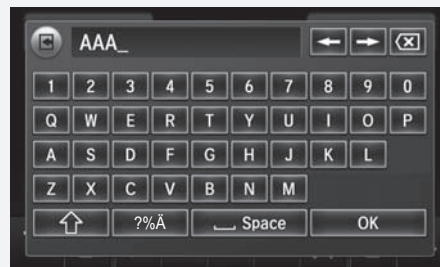 AAA_
1 2 3 4 5 6 7 8 9 0
Q W E R T Y U I O P
A S D F G H J K L
Z X C V B N M
?%Ä Space OK